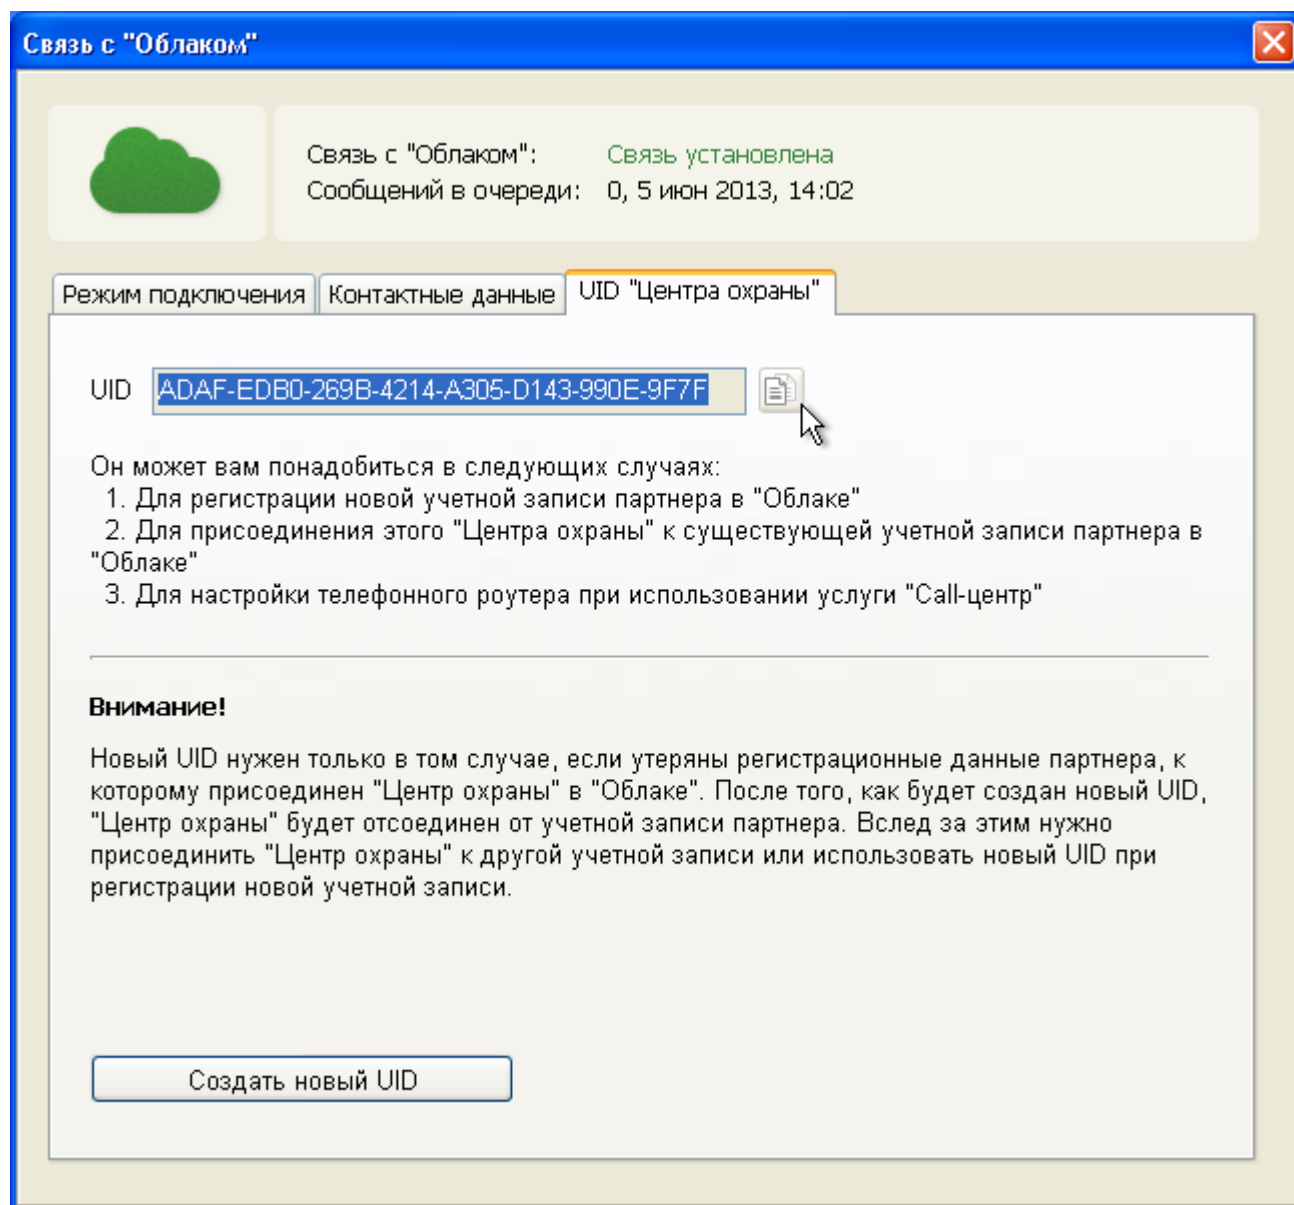 Связь с "Облаком"
Связь с "Облаком": Связь установлена
Сообщений в очереди: 0, 5 июн 2013, 14:02
Режим подключения Контактные данные UID "Центра охраны"
UID ADAF-EDB0-269B-4214-A305-D143-990E-9F7F
Он может вам понадобиться в следующих случаях:
1. Для регистрации новой учетной записи партнера в "Облаке"
2. Для присоединения этого "Центра охраны" к существующей учетной записи партнера в
"Облаке"
3. Для настройки телефонного роутера при использовании услуги "Call-центр"
Внимание!
Новый UID нужен только в том случае, если утеряны регистрационные данные партнера, к
которому присоединен "Центр охраны" в "Облаке". После того, как будет создан новый UID,
"Центр охраны" будет отсоединен от учетной записи партнера. Вслед за этим нужно
присоединить "Центр охраны" к другой учетной записи или использовать новый UID при
регистрации новой учетной записи.
Создать новый UID